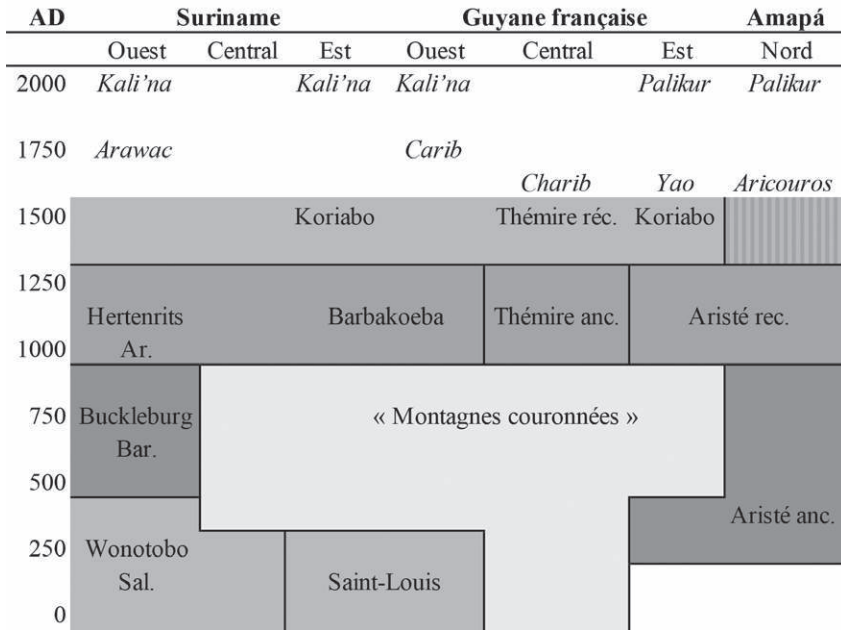 AD Suriname Guyane française Amapá
Ouest Central Est Ouest Central Est Nord
2000 Kali’na Kali’na Kali’na Palikur Palikur
1750 Arawac Carib
Charib Yao Aricouros
1500 Koriabo Thémire réc. Koriabo
1250
Hertenrits Barbakoeba Thémire anc. Aristé rec.
1000 Ar.
750 Buckleburg « Montagnes couronnées »
Bar.
500
Aristé anc.
250 Wonotobo
Sal. Saint-Louis
0